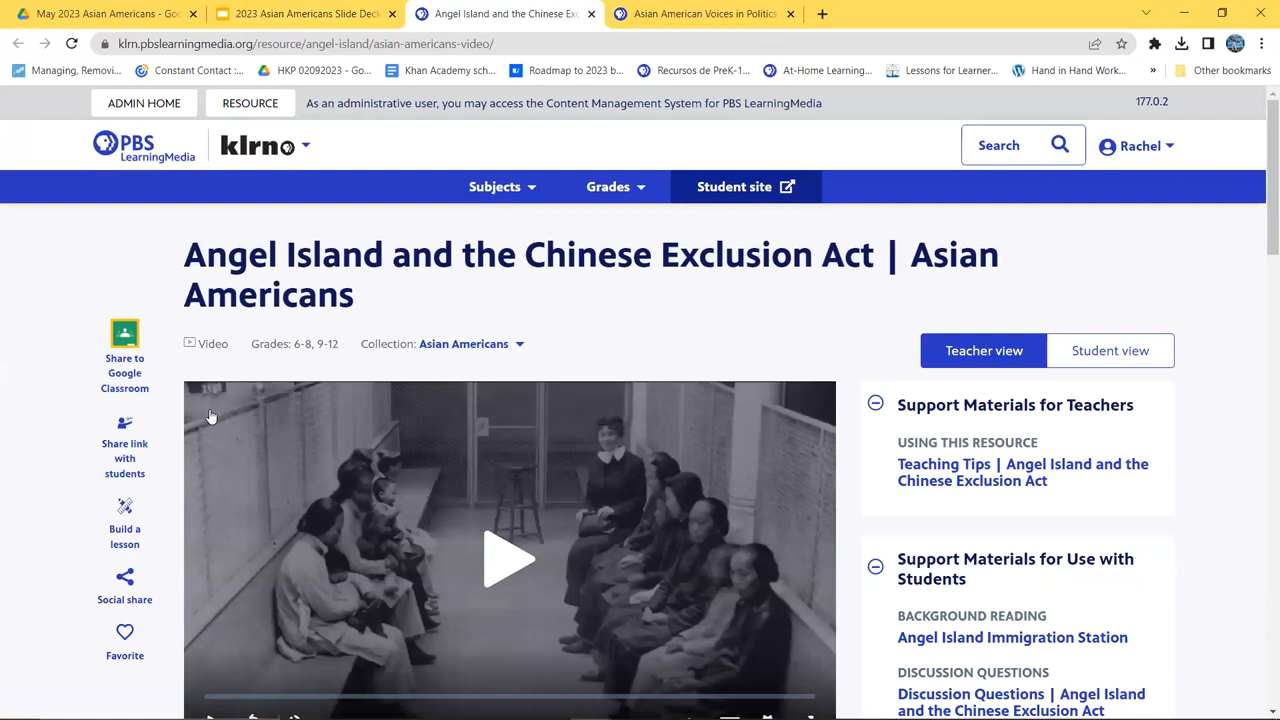 May 2023 Asian Americans - Goo
2023 Asian Americans Slide Deck
Angel Island and the Chinese Exc
Asian American Voices in Politics
klrn.pbslearningmedia.org/resource/angel-island/asian-americans-video/
Managing, Removi...
Constant Contact :...
HKP 02092023 - Go...
Khan Academy sch...
Roadmap to 2023 b...
Recursos de PreK-1...
At-Home Learning...
Lessons for Learner...
Hand in Hand Work...
»
Other bookmarks
ADMIN HOME
RESOURCE
As an administrative user, you may access the Content Management System for PBS LearningMedia
177.0.2
PBS
LearningMedia
klrn
Search
Rachel
Subjects
Grades
Student site
Angel Island and the Chinese Exclusion Act | Asian
Americans
Video
Grades: 6-8, 9-12
Collection: Asian Americans
Teacher view
Student view
Share to
Google
Classroom
Share link
with
students
Build a
lesson
Social share
Favorite
Support Materials for Teachers
USING THIS RESOURCE
Teaching Tips | Angel Island and the
Chinese Exclusion Act
Support Materials for Use with
Students
BACKGROUND READING
Angel Island Immigration Station
DISCUSSION QUESTIONS
Discussion Questions | Angel Island
and the Chinese Exclusion Act